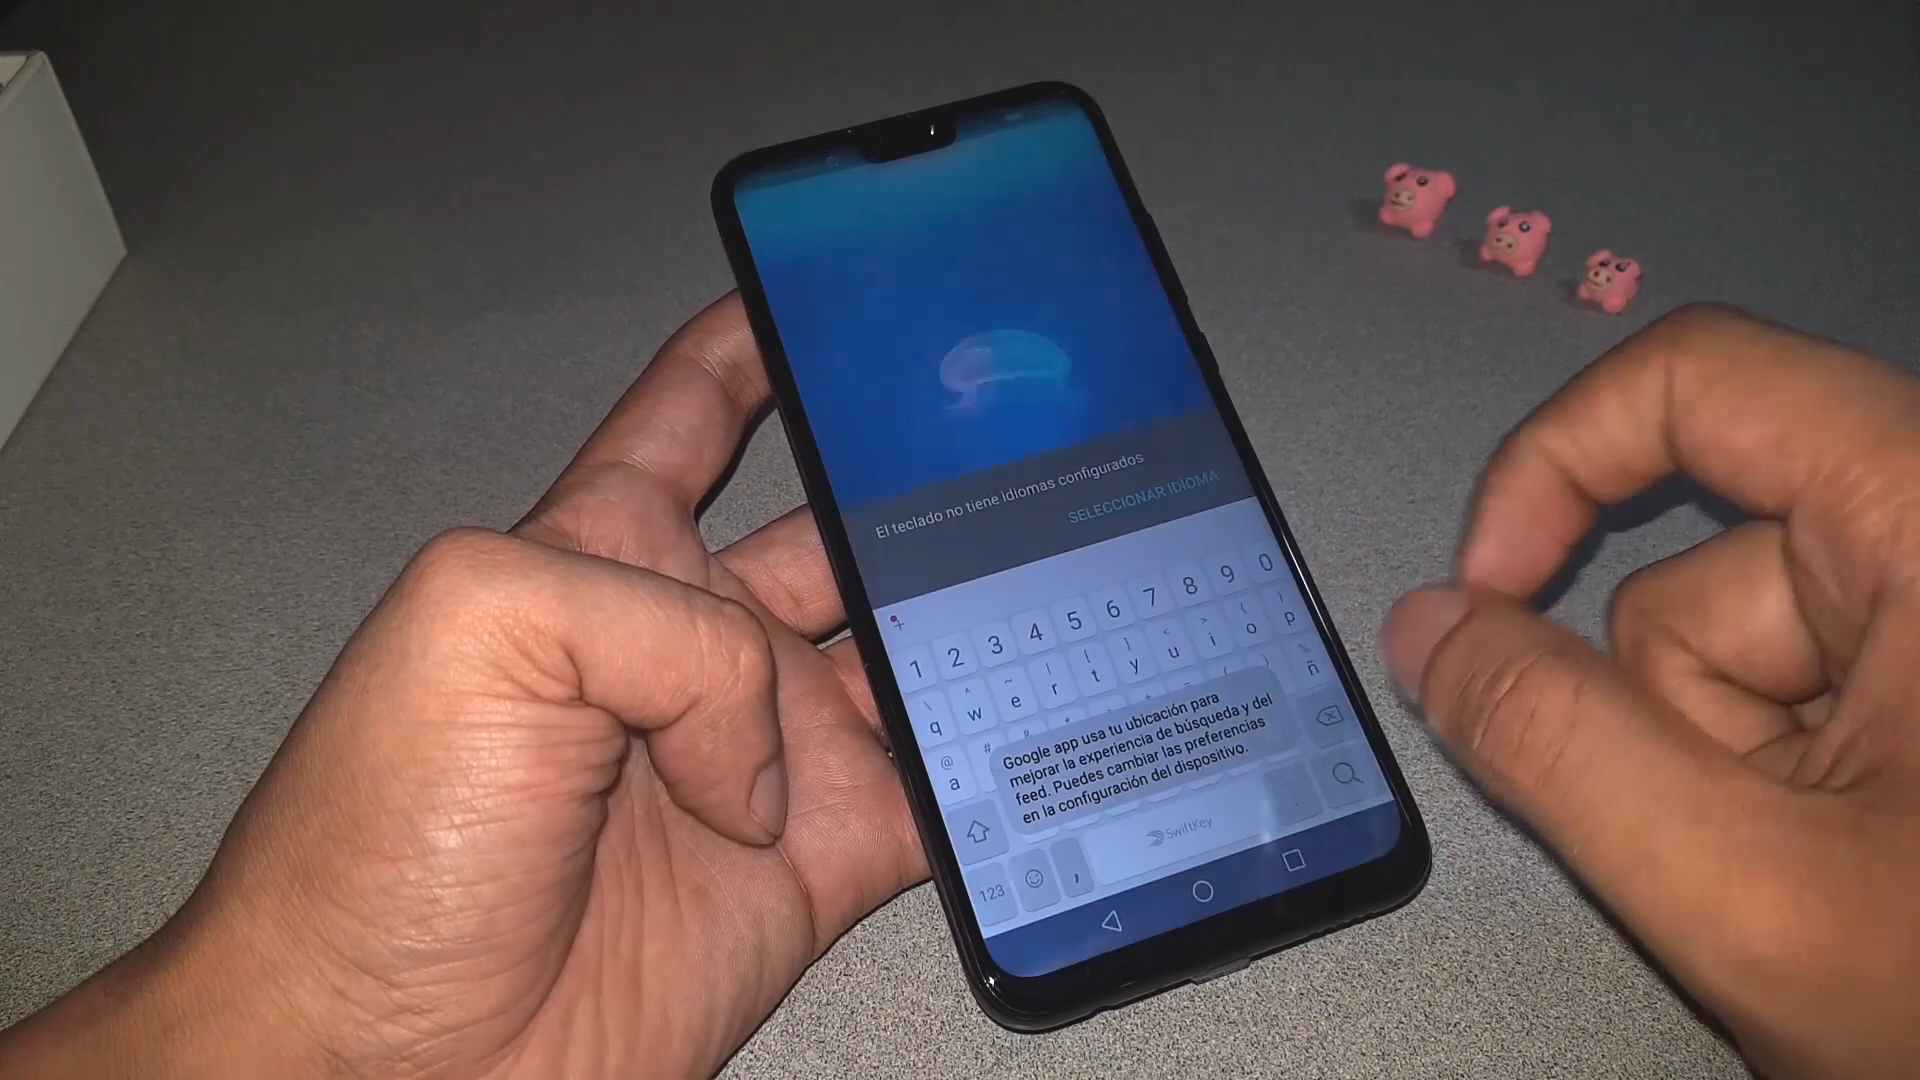 El teclado no tiene idiomas configurados
SELECCIONAR IDIOMA
1 2 3 4 5 6 7 8 9 0
q w e r t y u i o p
a ñ
Google app usa tu ubicación para
mejorar la experiencia de búsqueda y del
feed. Puedes cambiar las preferencias
en la configuración del dispositivo.
123 , SwiftKey .